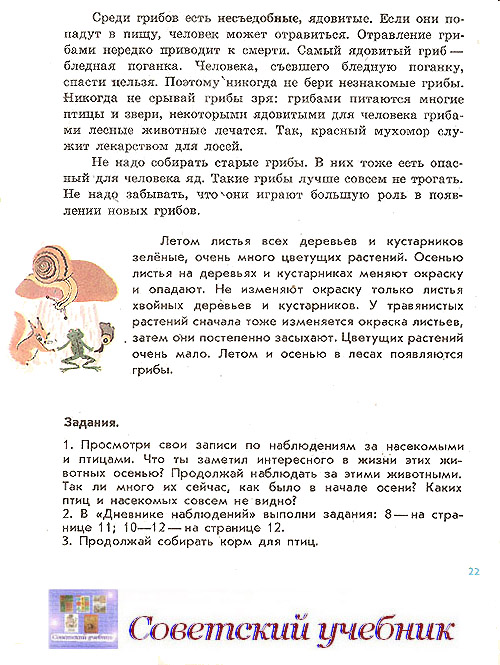 Среди грибов есть несъедобные, ядовитые. Если они по-
падут в пищу, человек может отравиться. Отравление гри-
бами нередко приводит к смерти. Самый ядовитый гриб —
бледная поганка. Человека, съевшего бледную поганку,
спасти нельзя. Поэтому никогда не бери незнакомые грибы.
Никогда не срывай грибы зря: грибами питаются многие
птицы и звери, некоторыми ядовитыми для человека гриба-
ми лесные животные лечатся. Так, красный мухомор слу-
жит лекарством для лосей.
Не надо собирать старые грибы. В них тоже есть опас-
ный для человека яд. Такие грибы лучше совсем не трогать.
Не надо забывать, что они играют большую роль в появ-
лении новых грибов.
Летом листья всех деревьев и кустарников
зелёные, очень много цветущих растений. Осенью
листья на деревьях и кустарниках меняют окраску
и опадают. Не изменяют окраску только листья
хвойных деревьев и кустарников. У травянистых
растений сначала тоже изменяется окраска листьев,
затем они постепенно засыхают. Цветущих растений
очень мало. Летом и осенью в лесах появляются
грибы.
Задания.
1. Просмотри свои записи по наблюдениям за насекомыми
и птицами. Что ты заметил интересного в жизни этих жи-
вотных осенью? Продолжай наблюдать за этими животными.
Так ли много их сейчас, как было в начале осени? Каких
птиц и насекомых совсем не видно?
2. В «Дневнике наблюдений» выполни задания: 8 — на стра-
нице 11; 10—12 — на странице 12.
3. Продолжай собирать корм для птиц.
22
Советский учебник
Советский учебник